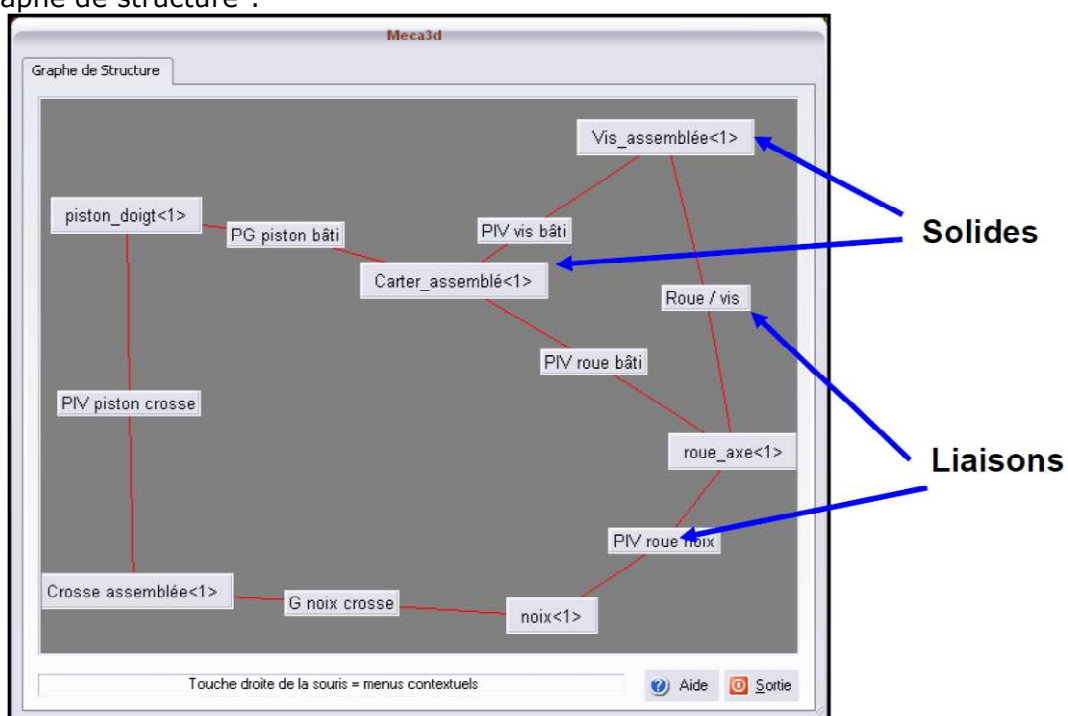 aphe de structure :
Meca3d
Graphe de Structure
Vis_assemblée<1>
piston_doigt<1>
PG piston bâti
PIV vis bâti
Solides
Carter_assemblé<1>
Roue / vis
PIV roue bâti
PIV piston crosse
roue_axe<1>
Liaisons
PIV roue noix
Crosse assemblée<1>
G noix crosse
noix<1>
Touche droite de la souris = menus contextuels
Aide
Sortie